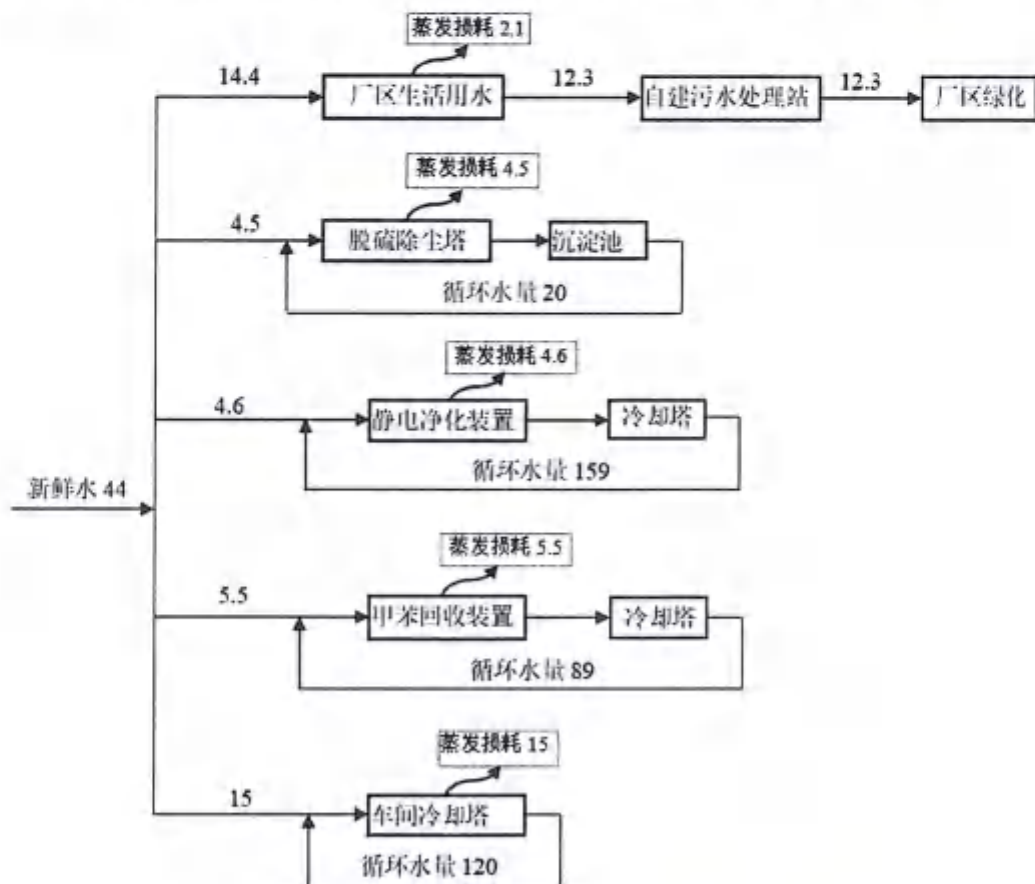 蒸发损耗 2.1
14.4
厂区生活用水
12.3
自建污水处理站
12.3
厂区绿化
蒸发损耗 4.5
4.5
脱硫除尘塔
沉淀池
循环水量 20
蒸发损耗 4.6
4.6
静电净化装置
冷却塔
循环水量 159
新鲜水 44
蒸发损耗 5.5
5.5
甲苯回收装置
冷却塔
循环水量 89
蒸发损耗 15
15
车间冷却塔
循环水量 120